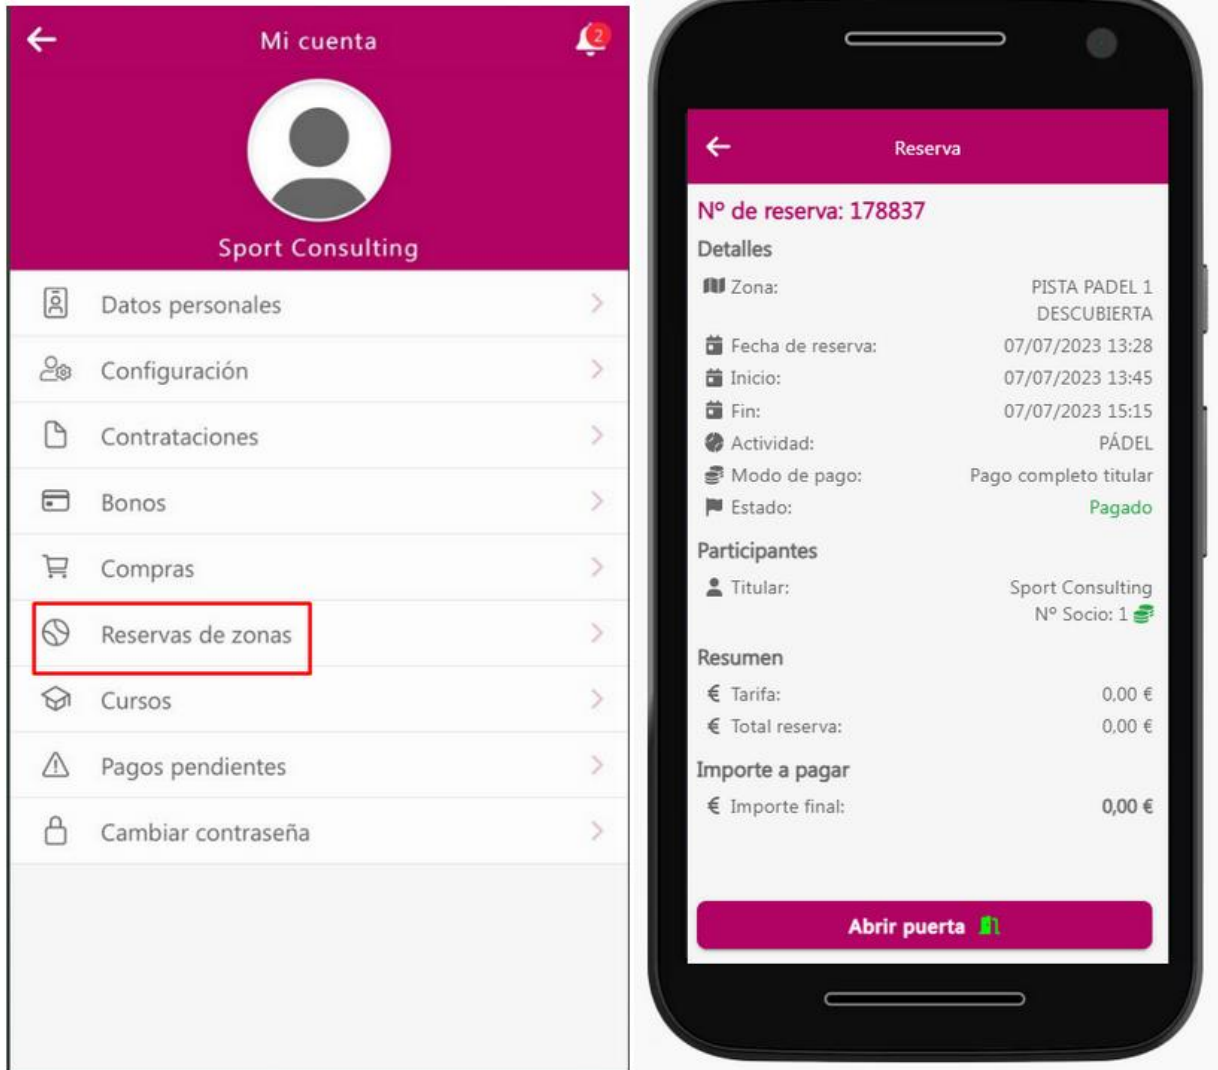 Mi cuenta
2
Sport Consulting
Datos personales
Configuración
Contrataciones
Bonos
Compras
Reservas de zonas
Cursos
Pagos pendientes
Cambiar contraseña
Reserva
Nº de reserva: 178837
Detalles
Zona: PISTA PADEL 1
DESCUBIERTA
Fecha de reserva: 07/07/2023 13:28
Inicio: 07/07/2023 13:45
Fin: 07/07/2023 15:15
Actividad: PÁDEL
Modo de pago: Pago completo titular
Estado: Pagado
Participantes
Titular: Sport Consulting
Nº Socio: 1
Resumen
€ Tarifa: 0,00 €
€ Total reserva: 0,00 €
Importe a pagar
€ Importe final: 0,00 €
Abrir puerta